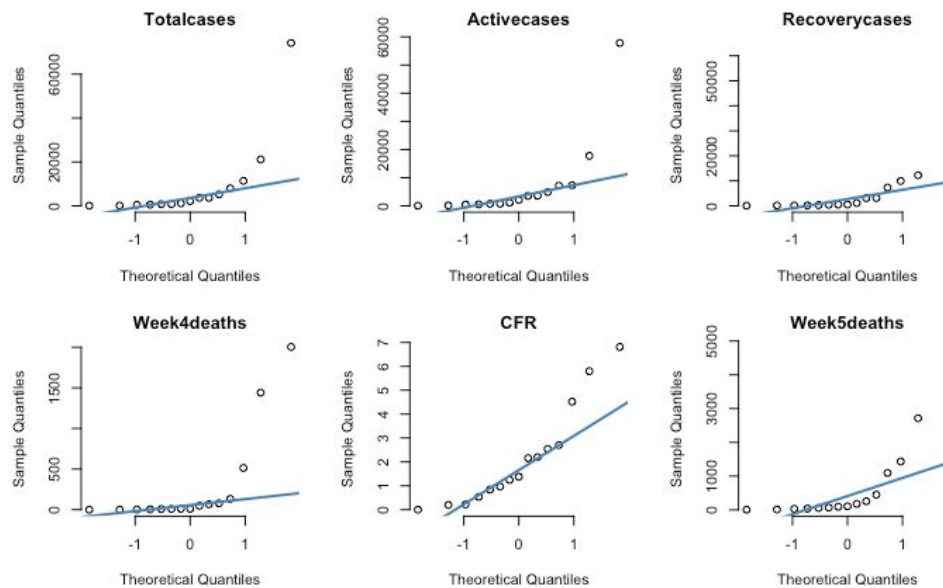 Totalcases
Sample Quantiles
60000
20000
0
-1 0 1
Theoretical Quantiles
Activecases
Sample Quantiles
60000
40000
20000
0
-1 0 1
Theoretical Quantiles
Recoverycases
Sample Quantiles
50000
20000
0
-1 0 1
Theoretical Quantiles
Week4deaths
Sample Quantiles
1500
500
0
-1 0 1
Theoretical Quantiles
CFR
Sample Quantiles
7
6
5
4
3
2
1
0
-1 0 1
Theoretical Quantiles
Week5deaths
Sample Quantiles
5000
3000
1000
0
-1 0 1
Theoretical Quantiles